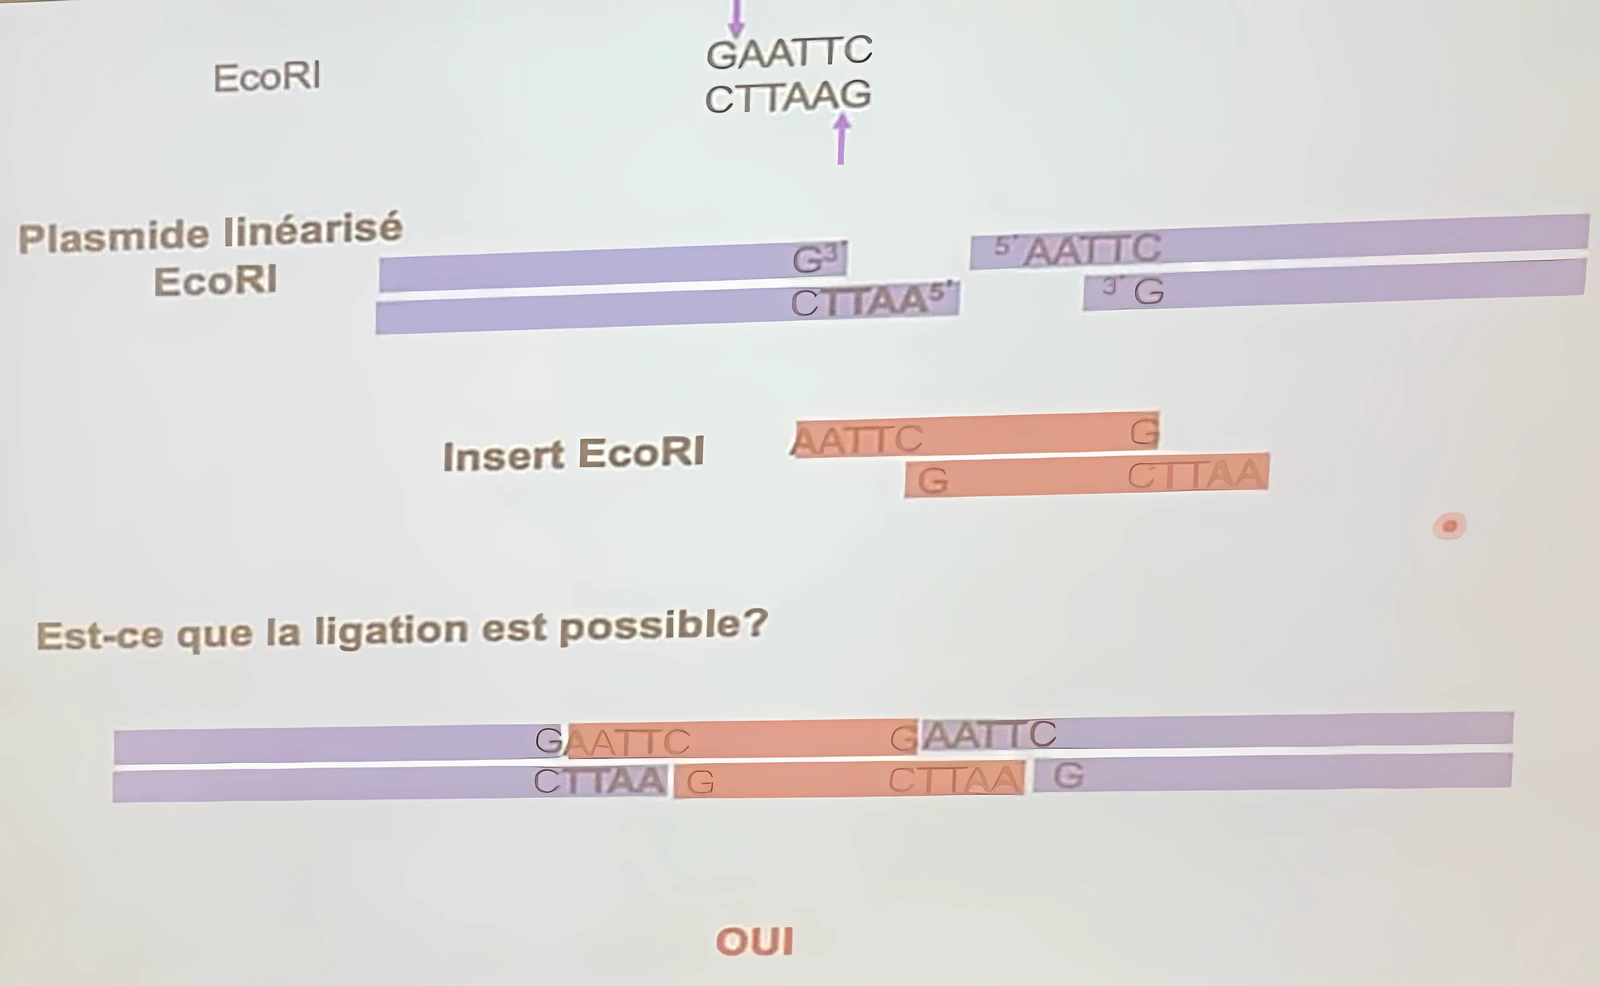 EcoRI
GAATTC
CTTAAG
Plasmide linéarisé
EcoRI
G3' 5' AATTC
CTTAA5' 3' G
Insert EcoRI
AATTC G
G CTTAA
Est-ce que la ligation est possible?
GAATTC GAATTC
CTTAA G CTTAA G
OUI